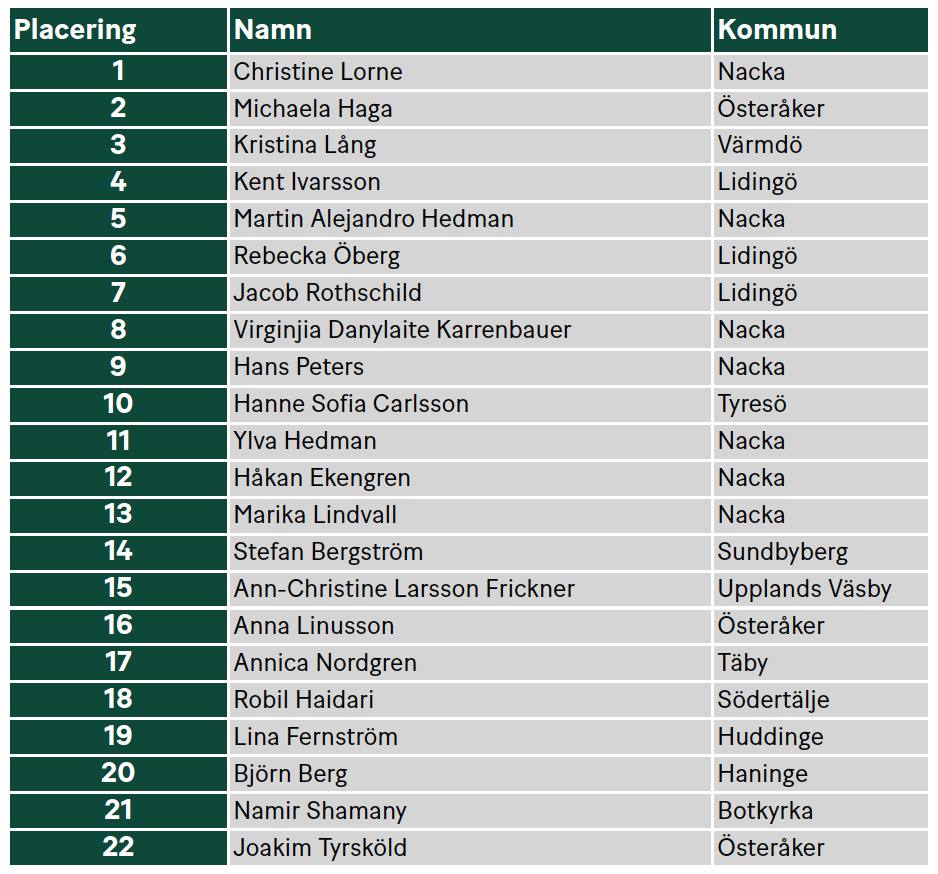 Placering Namn Kommun
1 Christine Lorne Nacka
2 Michaela Haga Österåker
3 Kristina Lång Värmdö
4 Kent Ivarsson Lidingö
5 Martin Alejandro Hedman Nacka
6 Rebecka Öberg Lidingö
7 Jacob Rothschild Lidingö
8 Virginjia Danylaite Karrenbauer Nacka
9 Hans Peters Nacka
10 Hanne Sofia Carlsson Tyresö
11 Ylva Hedman Nacka
12 Håkan Ekengren Nacka
13 Marika Lindvall Nacka
14 Stefan Bergström Sundbyberg
15 Ann-Christine Larsson Frickner Upplands Väsby
16 Anna Linusson Österåker
17 Annica Nordgren Täby
18 Robil Haidari Södertälje
19 Lina Fernström Huddinge
20 Björn Berg Haninge
21 Namir Shamany Botkyrka
22 Joakim Tyrsköld Österåker